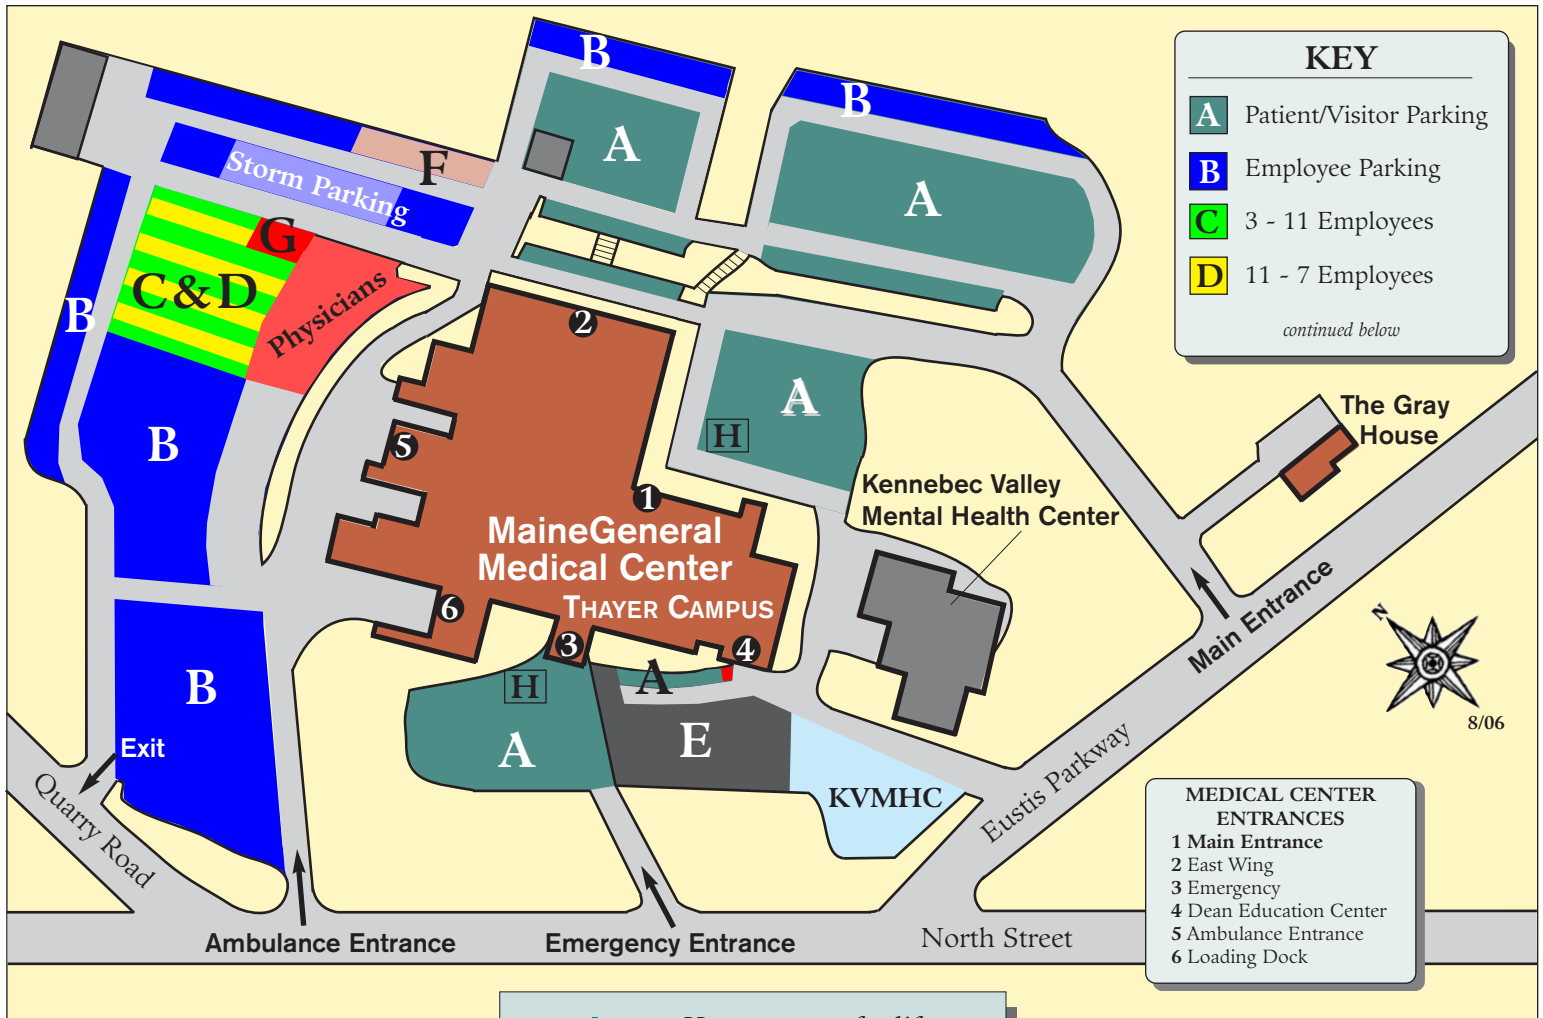 B
B
KEY
A Patient/Visitor Parking
B Employee Parking
C 3 - 11 Employees
D 11 - 7 Employees
continued below
A
F
Storm Parking
A
G
C & D
Physicians
B
2
A
H
The Gray
House
B
5
1
Kennebec Valley
Mental Health Center
MaineGeneral
Medical Center
THAYER CAMPUS
6
3
4
Main Entrance
N
8/06
B
H
A
A
E
Exit
Quarry Road
KVMHC
Eustis Parkway
MEDICAL CENTER
ENTRANCES
1 Main Entrance
2 East Wing
3 Emergency
4 Dean Education Center
5 Ambulance Entrance
6 Loading Dock
Ambulance Entrance
Emergency Entrance
North Street